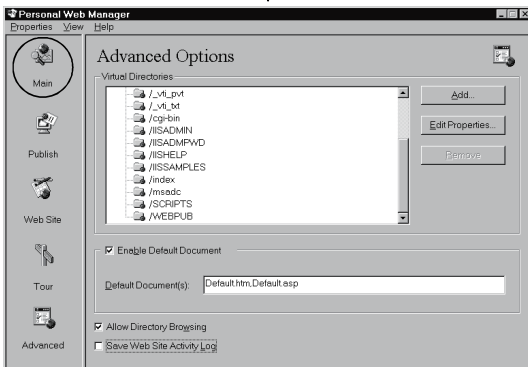 Personal Web Manager
Properties View Help
Main
Publish
Web Site
Tour
Advanced
Advanced Options
Virtual Directories
/_vti_pvt
/_vti_txt
/cgi-bin
/IISADMIN
/IISADMPWD
/IISHELP
/IISSAMPLES
/index
/msadc
/SCRIPTS
/WEBPUB
Add...
Edit Properties...
Remove
Enable Default Document
Default Document(s): Default.htm,Default.asp
Allow Directory Browsing
Save Web Site Activity Log